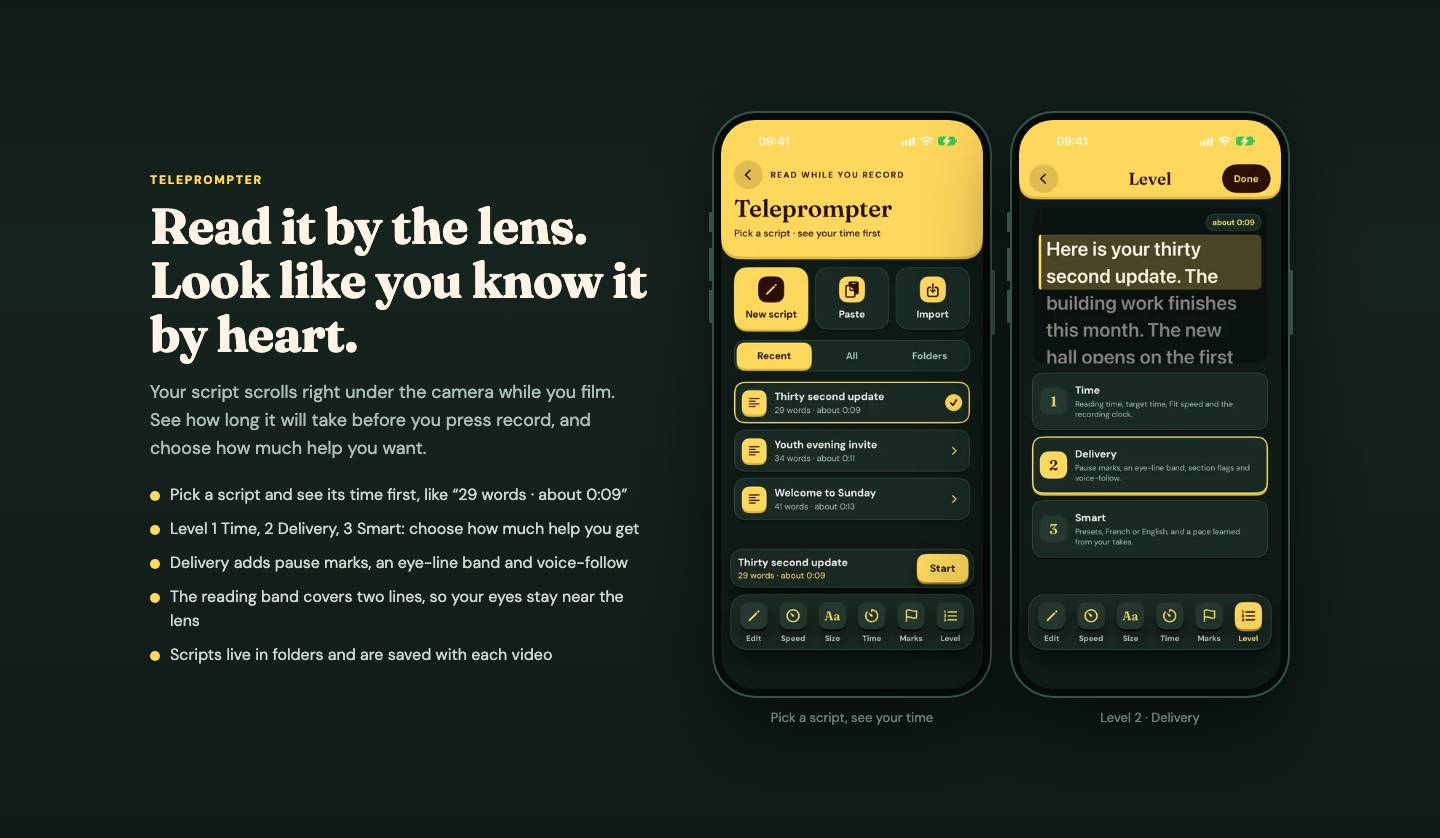 TELEPROMPTER
Read it by the lens.
Look like you know it
by heart.
Your script scrolls right under the camera while you film.
See how long it will take before you press record, and
choose how much help you want.
Pick a script and see its time first, like “29 words · about 0:09”
Level 1 Time, 2 Delivery, 3 Smart: choose how much help you get
Delivery adds pause marks, an eye-line band and voice-follow
The reading band covers two lines, so your eyes stay near the
lens
Scripts live in folders and are saved with each video
09:41
READ WHILE YOU RECORD
Teleprompter
Pick a script · see your time first
New script
Paste
Import
Recent
All
Folders
Thirty second update
29 words · about 0:09
Youth evening invite
34 words · about 0:11
Welcome to Sunday
41 words · about 0:13
Thirty second update
29 words · about 0:09
Start
Aa
Edit
Speed
Size
Time
Marks
Level
Pick a script, see your time
09:41
Level
Done
about 0:09
Here is your thirty
second update. The
building work finishes
this month. The new
hall opens on the first
1
Time
Reading time, target time, Fit speed and the
recording clock.
2
Delivery
Pause marks, an eye-line band, section flags and
voice-follow.
3
Smart
Presets, French or English, and a pace learned
from your takes.
Aa
Edit
Speed
Size
Time
Marks
Level
Level 2 · Delivery